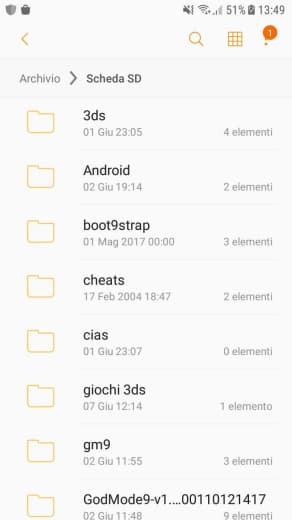 51% 13:49
1
Archivio > Scheda SD
3ds
01 Giu 23:05 4 elementi
Android
02 Giu 19:14 2 elementi
boot9strap
01 Mag 2017 00:00 3 elementi
cheats
17 Feb 2004 18:47 2 elementi
cias
01 Giu 23:07 0 elementi
giochi 3ds
07 Giu 12:14 1 elemento
gm9
02 Giu 11:55 3 elementi
GodMode9-v1....00110121417
02 Giu 11:48 9 elementi